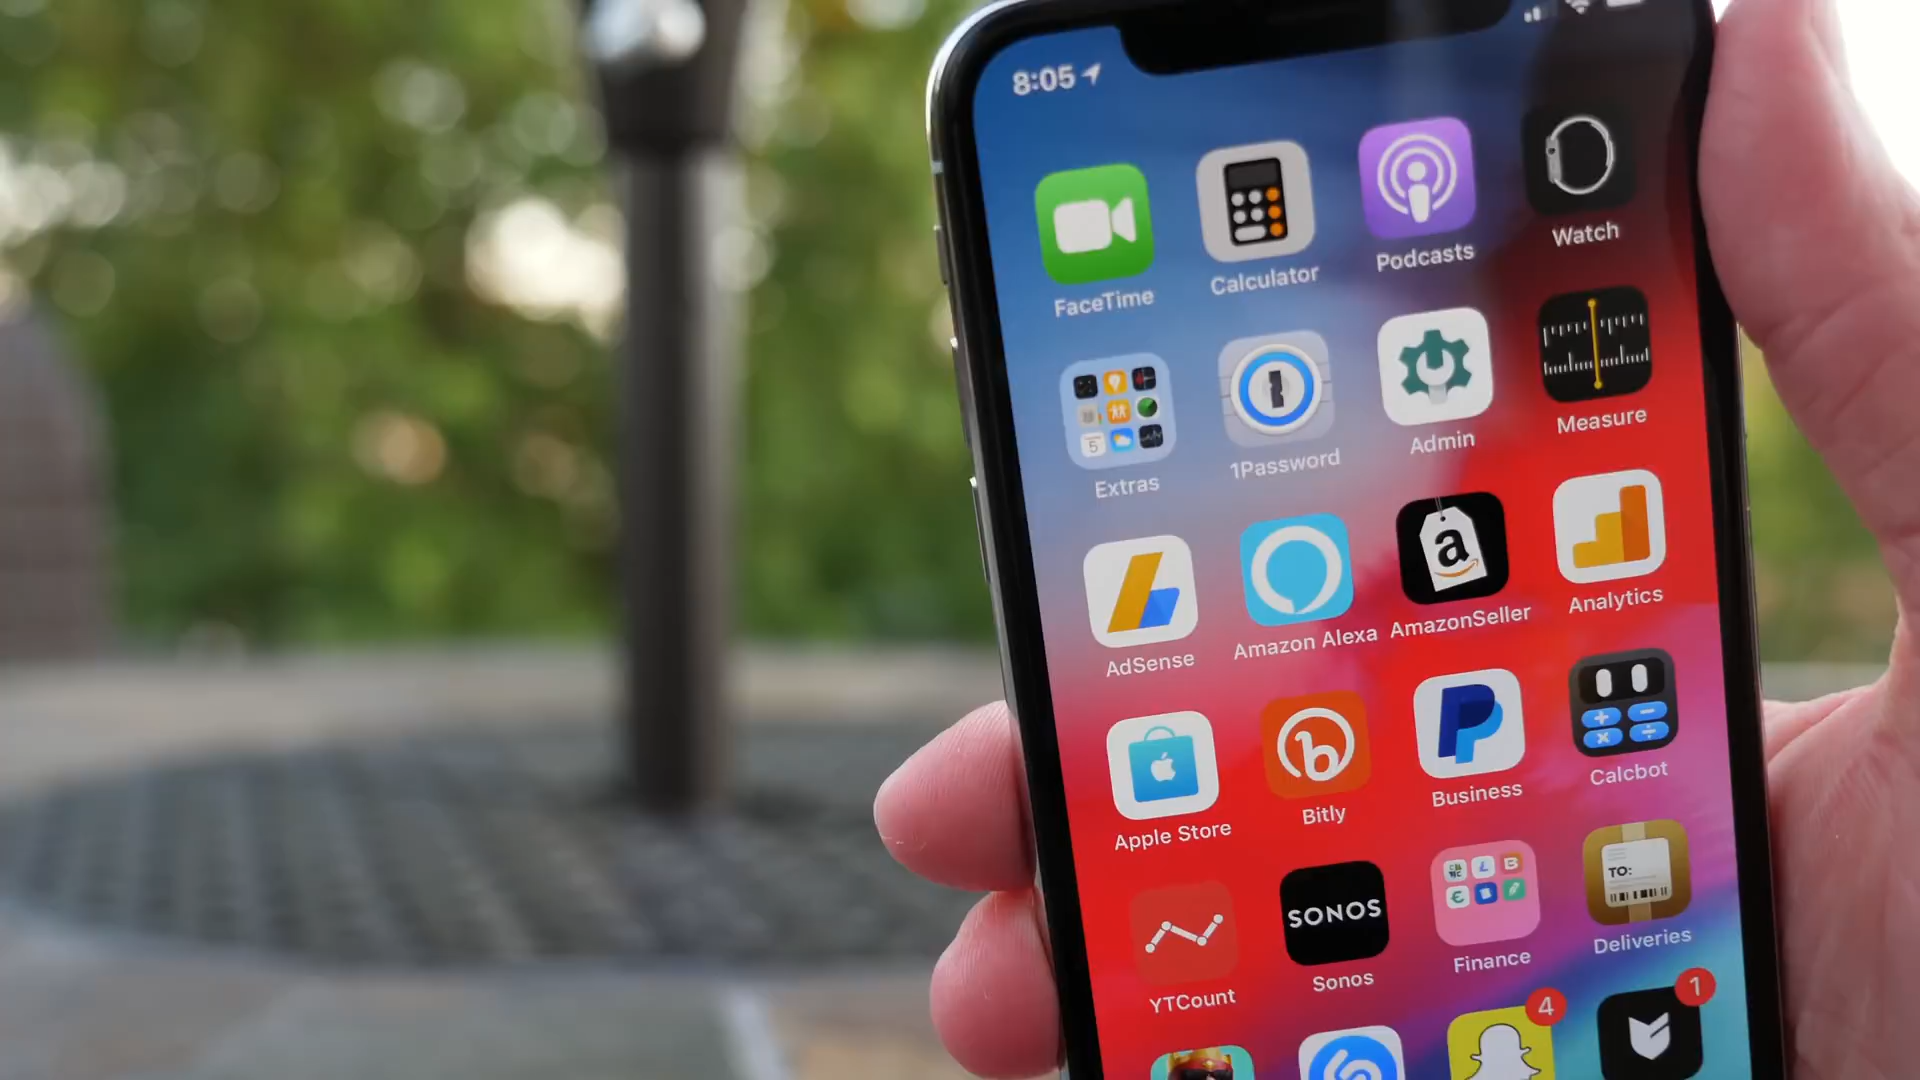 8:05
FaceTime
Calculator
Podcasts
Watch
Extras
1Password
Admin
Measure
a
AdSense
Amazon Alexa
AmazonSeller
Analytics
Apple Store
Bitly
Business
Calcbot
TO:
SONOS
YTCount
Sonos
Finance
Deliveries
4
1